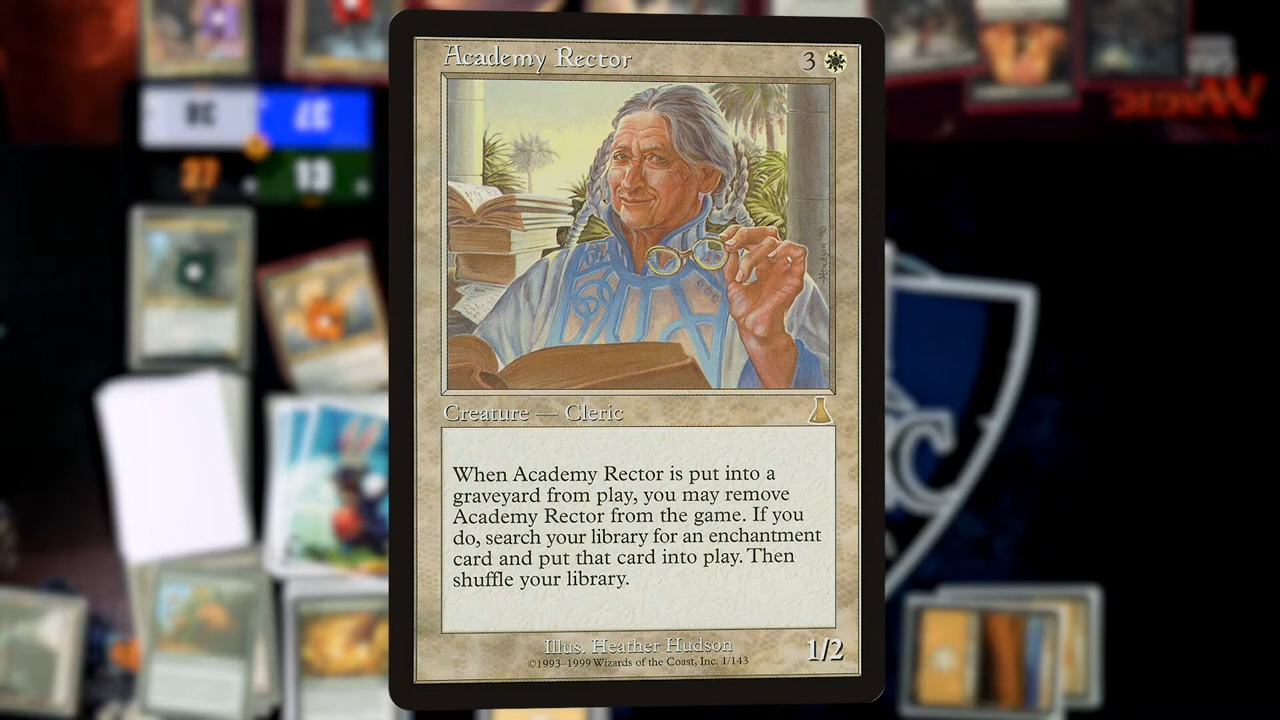 Academy Rector
3
27
13
Creature — Cleric
When Academy Rector is put into a
graveyard from play, you may remove
Academy Rector from the game. If you
do, search your library for an enchantment
card and put that card into play. Then
shuffle your library.
Illus. Heather Hudson
©1993-1999 Wizards of the Coast, Inc. 1/143
1/2